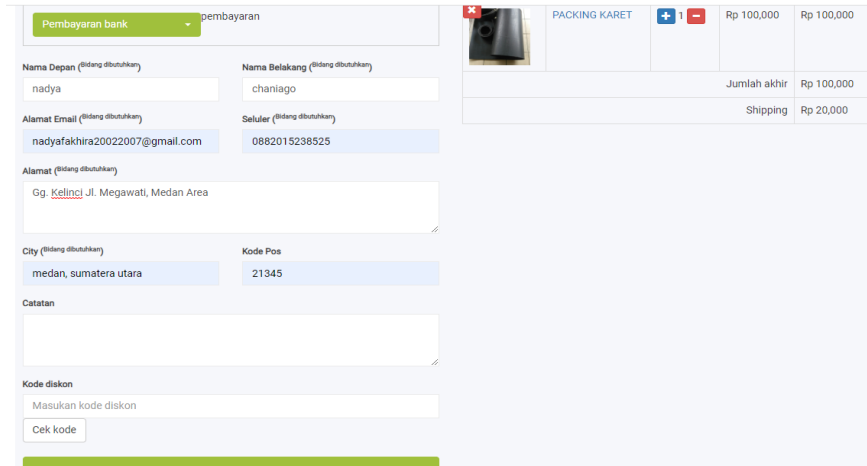 pembayaran
Pembayaran bank
Nama Depan (Bidang dibutuhkan)
Nama Belakang (Bidang dibutuhkan)
nadya
chaniago
Alamat Email (Bidang dibutuhkan)
Seluler (Bidang dibutuhkan)
nadyafakhira20022007@gmail.com
0882015238525
Alamat (Bidang dibutuhkan)
Gg. Kelinci Jl. Megawati, Medan Area
City (Bidang dibutuhkan)
Kode Pos
medan, sumatera utara
21345
Catatan
Kode diskon
Masukan kode diskon
Cek kode
PACKING KARET
1
Rp 100,000
Rp 100,000
Jumlah akhir
Rp 100,000
Shipping
Rp 20,000